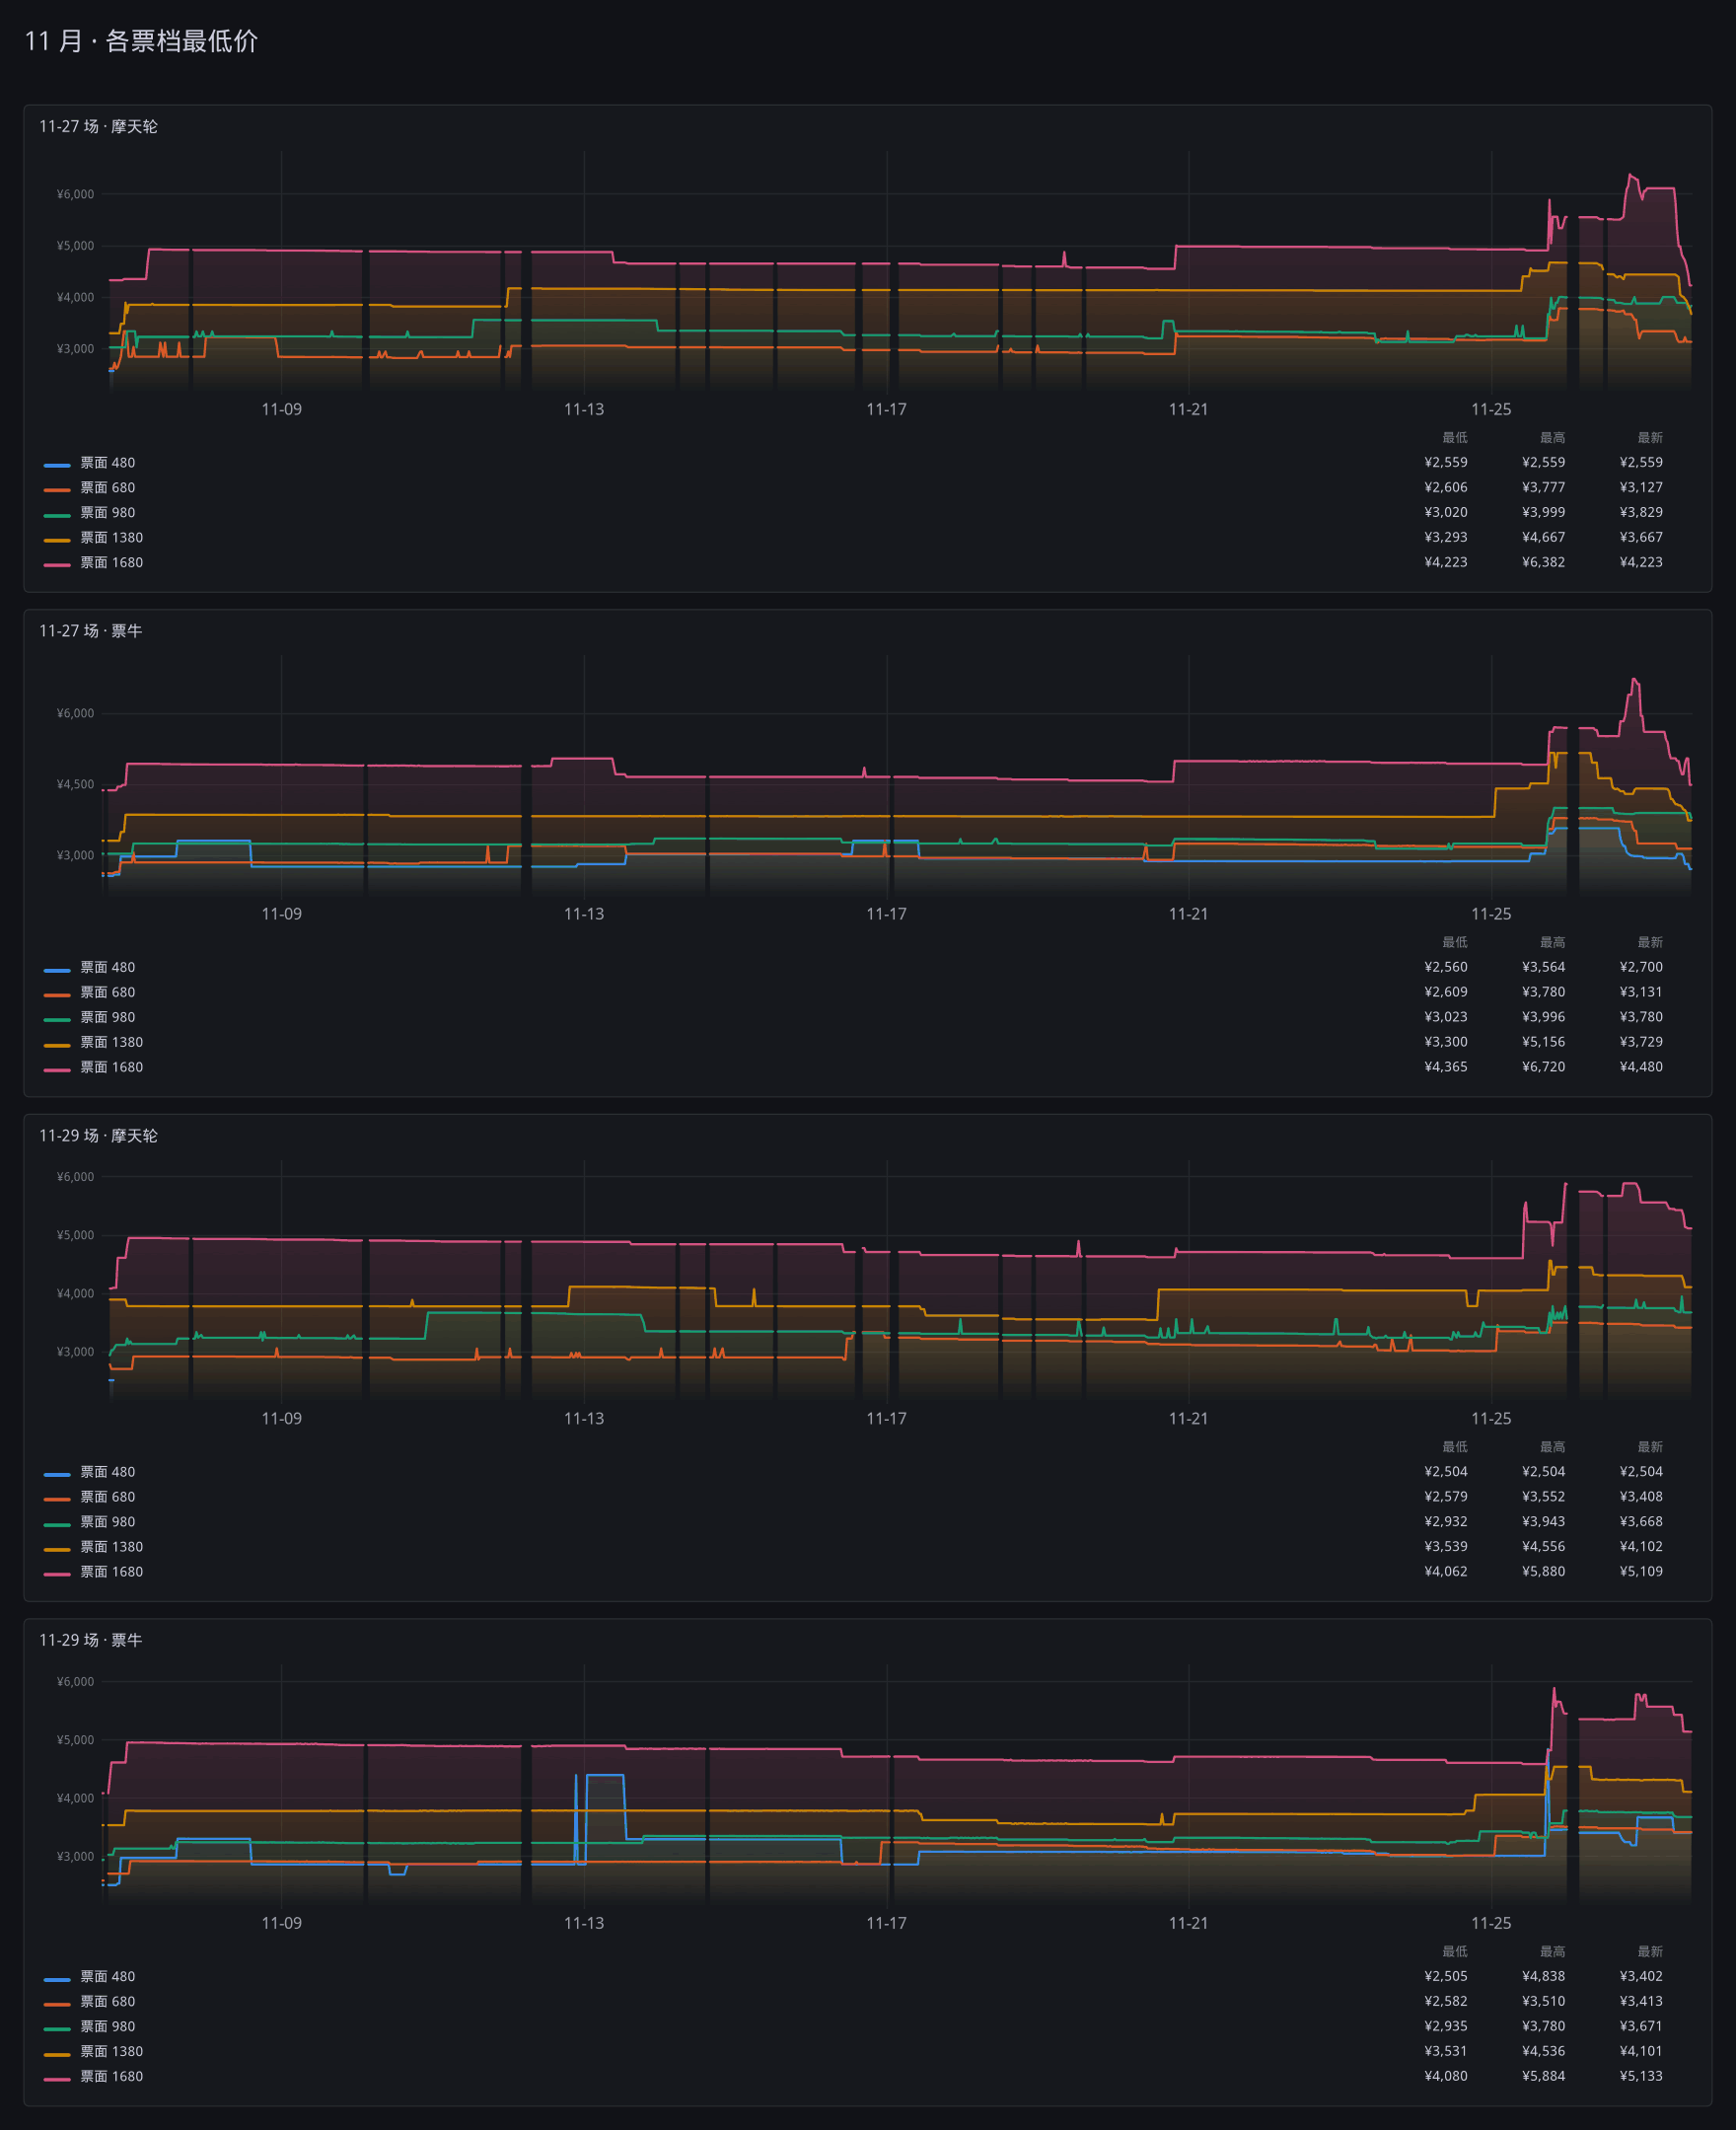 11 月 · 各票档最低价
11-27 场 · 摩天轮
¥6,000
¥5,000
¥4,000
¥3,000
11-09 11-13 11-17 11-21 11-25
最低 最高 最新
票面 480 ¥2,559 ¥2,559 ¥2,559
票面 680 ¥2,606 ¥3,777 ¥3,127
票面 980 ¥3,020 ¥3,999 ¥3,829
票面 1380 ¥3,293 ¥4,667 ¥3,667
票面 1680 ¥4,223 ¥6,382 ¥4,223
11-27 场 · 票牛
¥6,000
¥4,500
¥3,000
11-09 11-13 11-17 11-21 11-25
最低 最高 最新
票面 480 ¥2,560 ¥3,564 ¥2,700
票面 680 ¥2,609 ¥3,780 ¥3,131
票面 980 ¥3,023 ¥3,996 ¥3,780
票面 1380 ¥3,300 ¥5,156 ¥3,729
票面 1680 ¥4,365 ¥6,720 ¥4,480
11-29 场 · 摩天轮
¥6,000
¥5,000
¥4,000
¥3,000
11-09 11-13 11-17 11-21 11-25
最低 最高 最新
票面 480 ¥2,504 ¥2,504 ¥2,504
票面 680 ¥2,579 ¥3,552 ¥3,408
票面 980 ¥2,932 ¥3,943 ¥3,668
票面 1380 ¥3,539 ¥4,556 ¥4,102
票面 1680 ¥4,062 ¥5,880 ¥5,109
11-29 场 · 票牛
¥6,000
¥5,000
¥4,000
¥3,000
11-09 11-13 11-17 11-21 11-25
最低 最高 最新
票面 480 ¥2,505 ¥4,838 ¥3,402
票面 680 ¥2,582 ¥3,510 ¥3,413
票面 980 ¥2,935 ¥3,780 ¥3,671
票面 1380 ¥3,531 ¥4,536 ¥4,101
票面 1680 ¥4,080 ¥5,884 ¥5,133